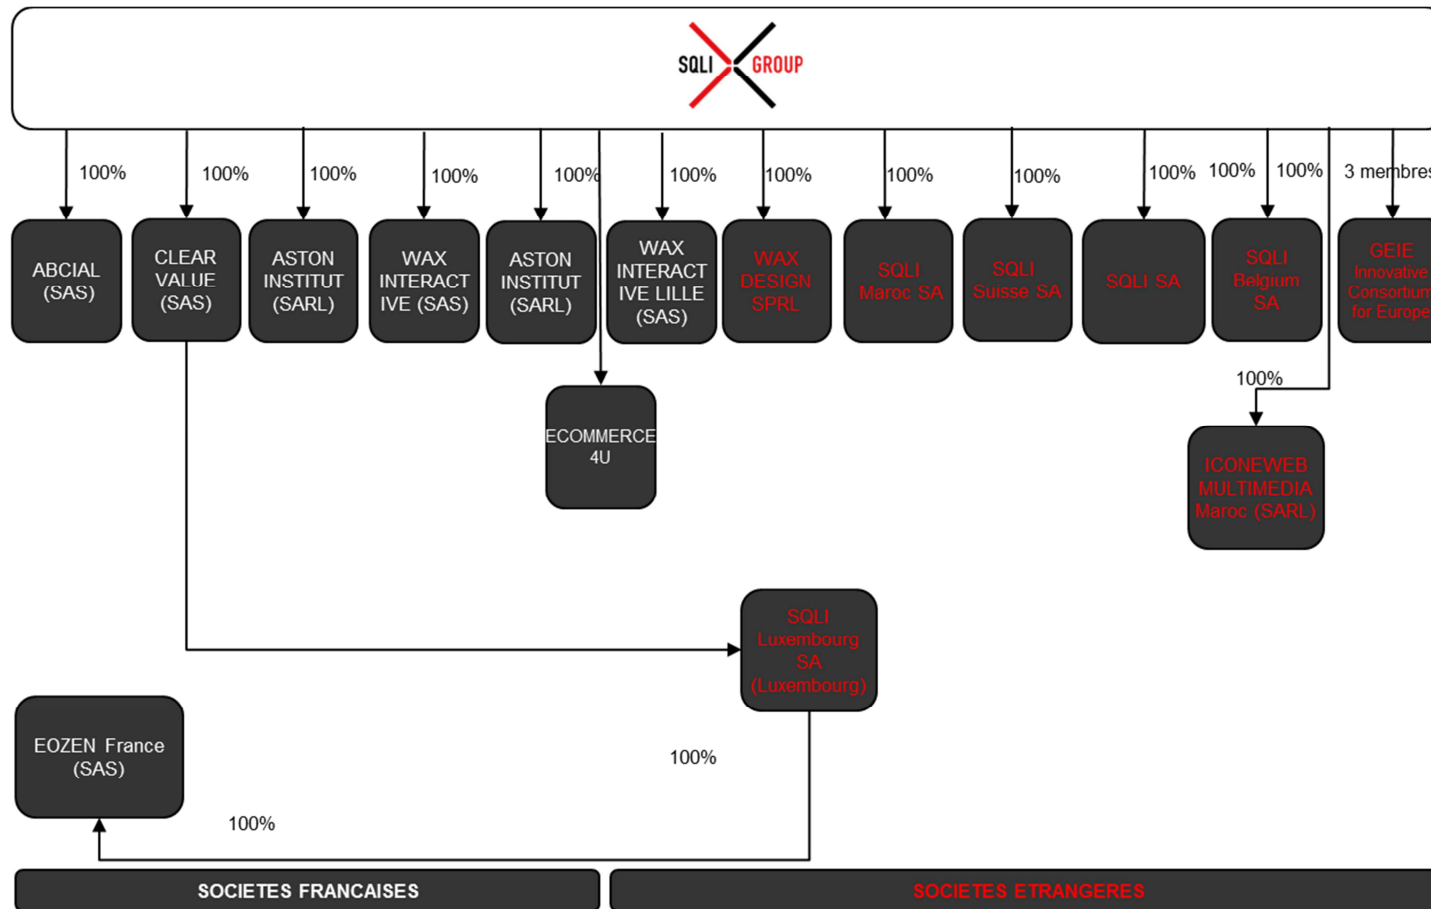 SQLI GROUP
100%
100%
100%
100%
100%
100%
100%
100%
100%
100%
100%
100%
3 membres
ABCIAL
(SAS)
CLEAR
VALUE
(SAS)
ASTON
INSTITUT
(SARL)
WAX
INTERACT
IVE (SAS)
ASTON
INSTITUT
(SARL)
WAX
INTERACT
IVE LILLE
(SAS)
WAX
DESIGN
SPRL
SQLI
Maroc SA
SQLI
Suisse SA
SQLI SA
SQLI
Belgium
SA
GEIE
Innovative
Consortium
for Europe
100%
ECOMMERCE
4U
ICONEWEB
MULTIMEDIA
Maroc (SARL)
SQLI
Luxembourg
SA
(Luxembourg)
EOZEN France
(SAS)
100%
100%
SOCIETES FRANCAISES
SOCIETES ETRANGERES